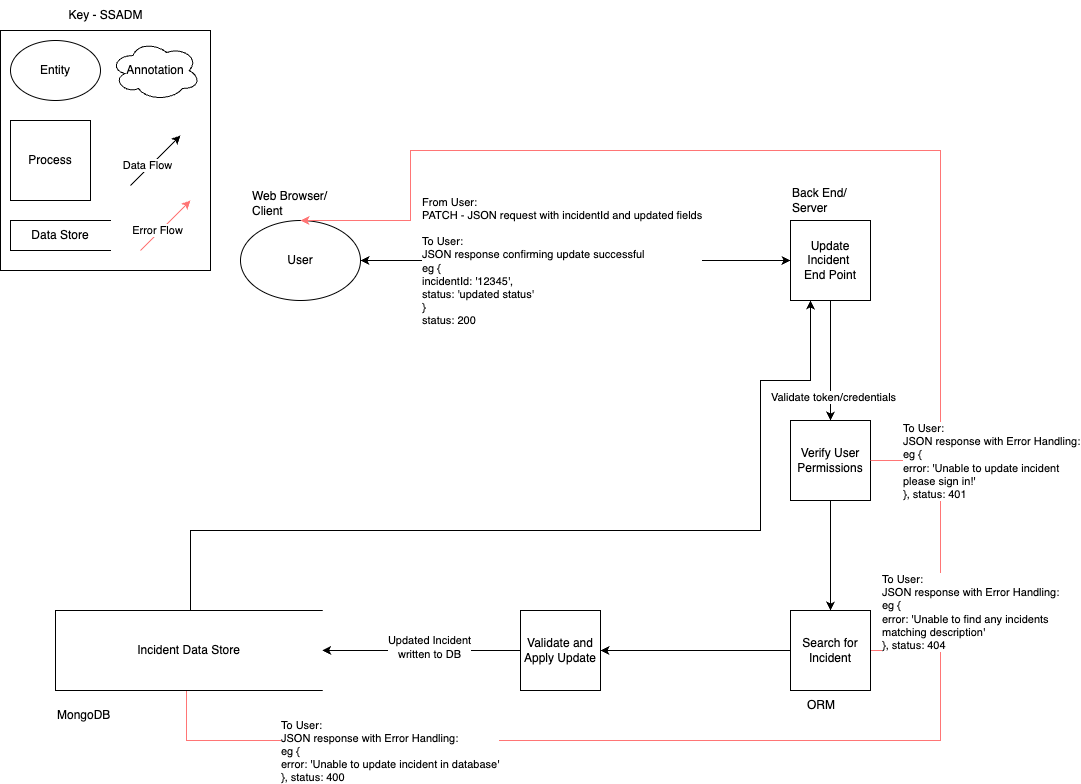 Key - SSADM
Entity
Annotation
Process
Data Flow
Data Store
Error Flow
Web Browser/
Client
User
From User:
PATCH - JSON request with incidentId and updated fields
To User:
JSON response confirming update successful
eg {
incidentId: '12345',
status: 'updated status'
}
status: 200
Back End/
Server
Update
Incident
End Point
Validate token/credentials
Verify User
Permissions
To User:
JSON response with Error Handling:
eg {
error: 'Unable to update incident
please sign in!'
}, status: 401
To User:
JSON response with Error Handling:
eg {
error: 'Unable to find any incidents
matching description'
}, status: 404
Search for
Incident
ORM
Validate and
Apply Update
Updated Incident
written to DB
Incident Data Store
MongoDB
To User:
JSON response with Error Handling:
eg {
error: 'Unable to update incident in database'
}, status: 400